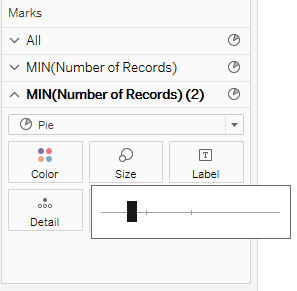 Marks
All
MIN(Number of Records)
MIN(Number of Records) (2)
Pie
Color Size Label
T
Detail